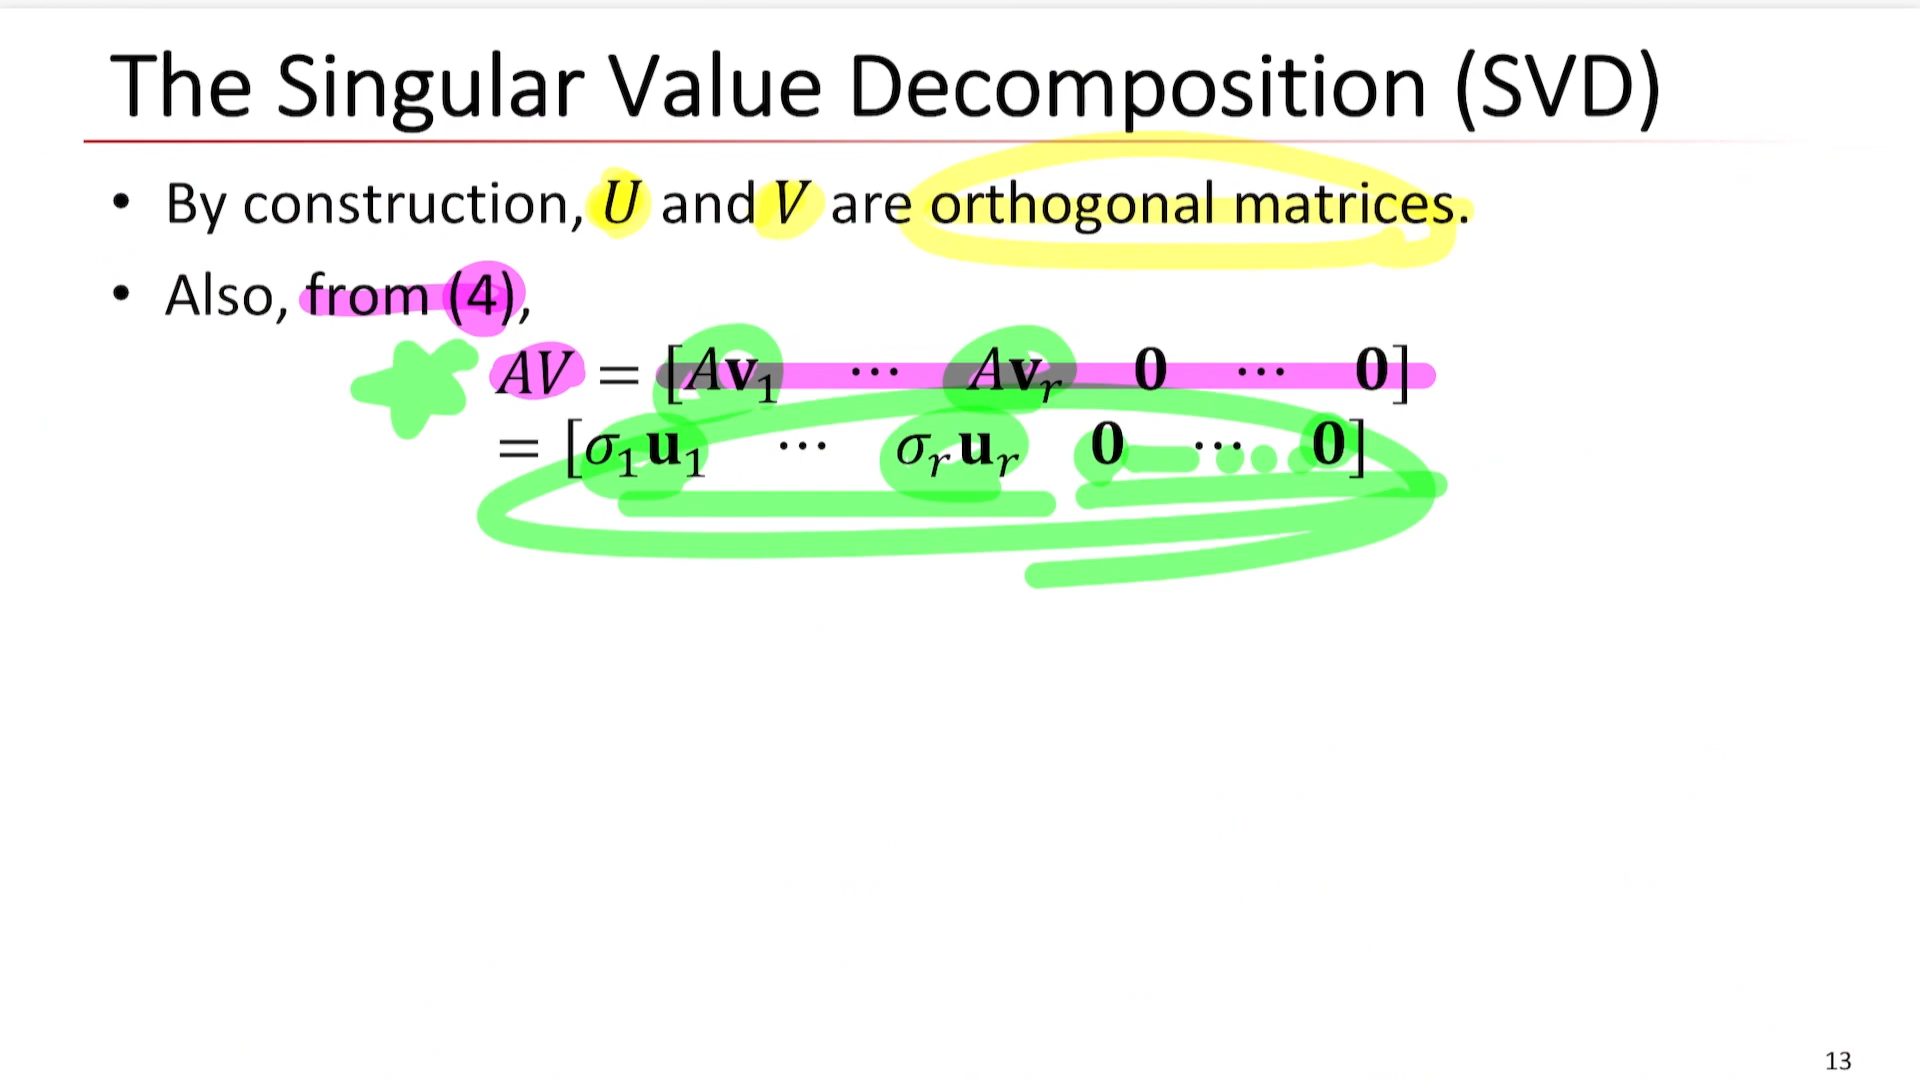 The Singular Value Decomposition (SVD)
• By construction, U and V are orthogonal matrices.
• Also, from (4),
AV = [Av₁ ⋯ Avᵣ 0 ⋯ 0]
= [σ₁u₁ ⋯ σᵣuᵣ 0 ⋯ 0]
13